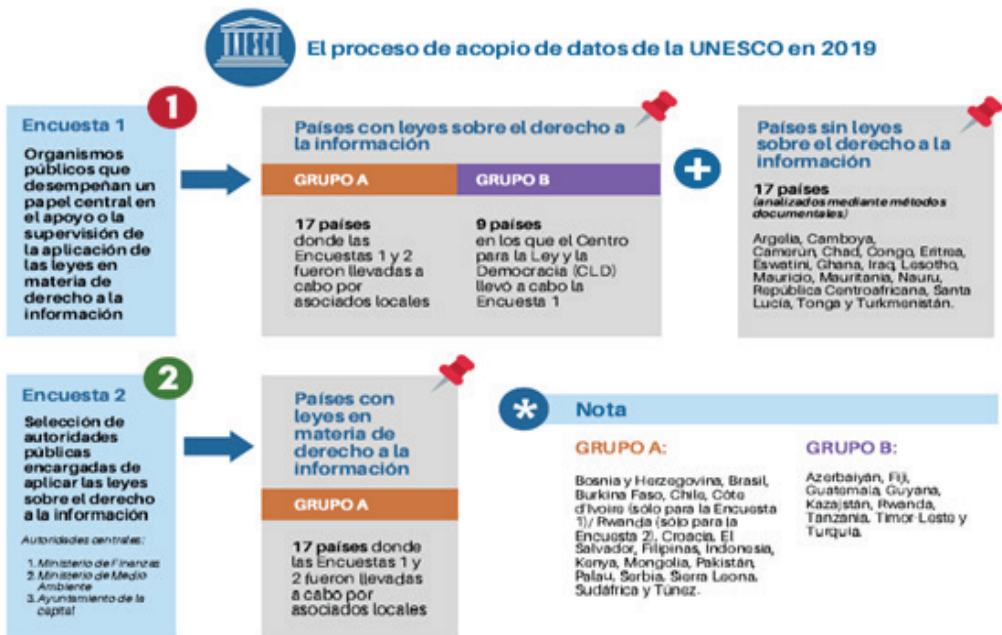 UNESCO
El proceso de acopio de datos de la UNESCO en 2019
1
Encuesta 1
Organismos
públicos que
desempeñan un
papel central en
el apoyo o la
supervisión de
la aplicación de
las leyes en
materia de
derecho a la
información
Países con leyes sobre el derecho a
la información
GRUPO A
GRUPO B
17 países
donde las
Encuestas 1 y 2
fueron llevadas a
cabo por
asociados locales
9 países
en los que el Centro
para la Ley y la
Democracia (CLD)
llevó a cabo la
Encuesta 1
+
Países sin leyes
sobre el derecho a la
información
17 países
(analizados mediante métodos
documentales)
Argelia, Camboya,
Camerún, Chad, Congo, Eritrea,
Eswatini, Ghana, Iraq, Lesotho,
Mauricio, Mauritania, Nauru,
República Centroafricana, Santa
Lucía, Tonga y Turkmenistán.
2
Encuesta 2
Selección de
autoridades
públicas
encargadas de
aplicar las leyes
sobre el derecho
a la información
Autoridades centrales:
1. Ministerio de Finanzas
2. Ministerio de Medio
Ambiente
3. Ayuntamiento de la
capital
Países con
leyes en
materia de
derecho a la
información
GRUPO A
17 países donde
las Encuestas 1 y
2 fueron llevadas
a cabo por
asociados locales
*
Nota
GRUPO A:
Bosnia y Herzegovina, Brasil,
Burkina Faso, Chile, Côte
d'Ivoire (sólo para la Encuesta
1)/ Rwanda (sólo para la
Encuesta 2), Croacia, El
Salvador, Filipinas, Indonesia,
Kenya, Mongolia, Pakistán,
Palau, Serbia, Sierra Leona,
Sudáfrica y Túnez.
GRUPO B:
Azerbaiyán, Fiji,
Guatemala, Guyana,
Kazajstán, Rwanda,
Tanzania, Timor-Leste y
Turquía.